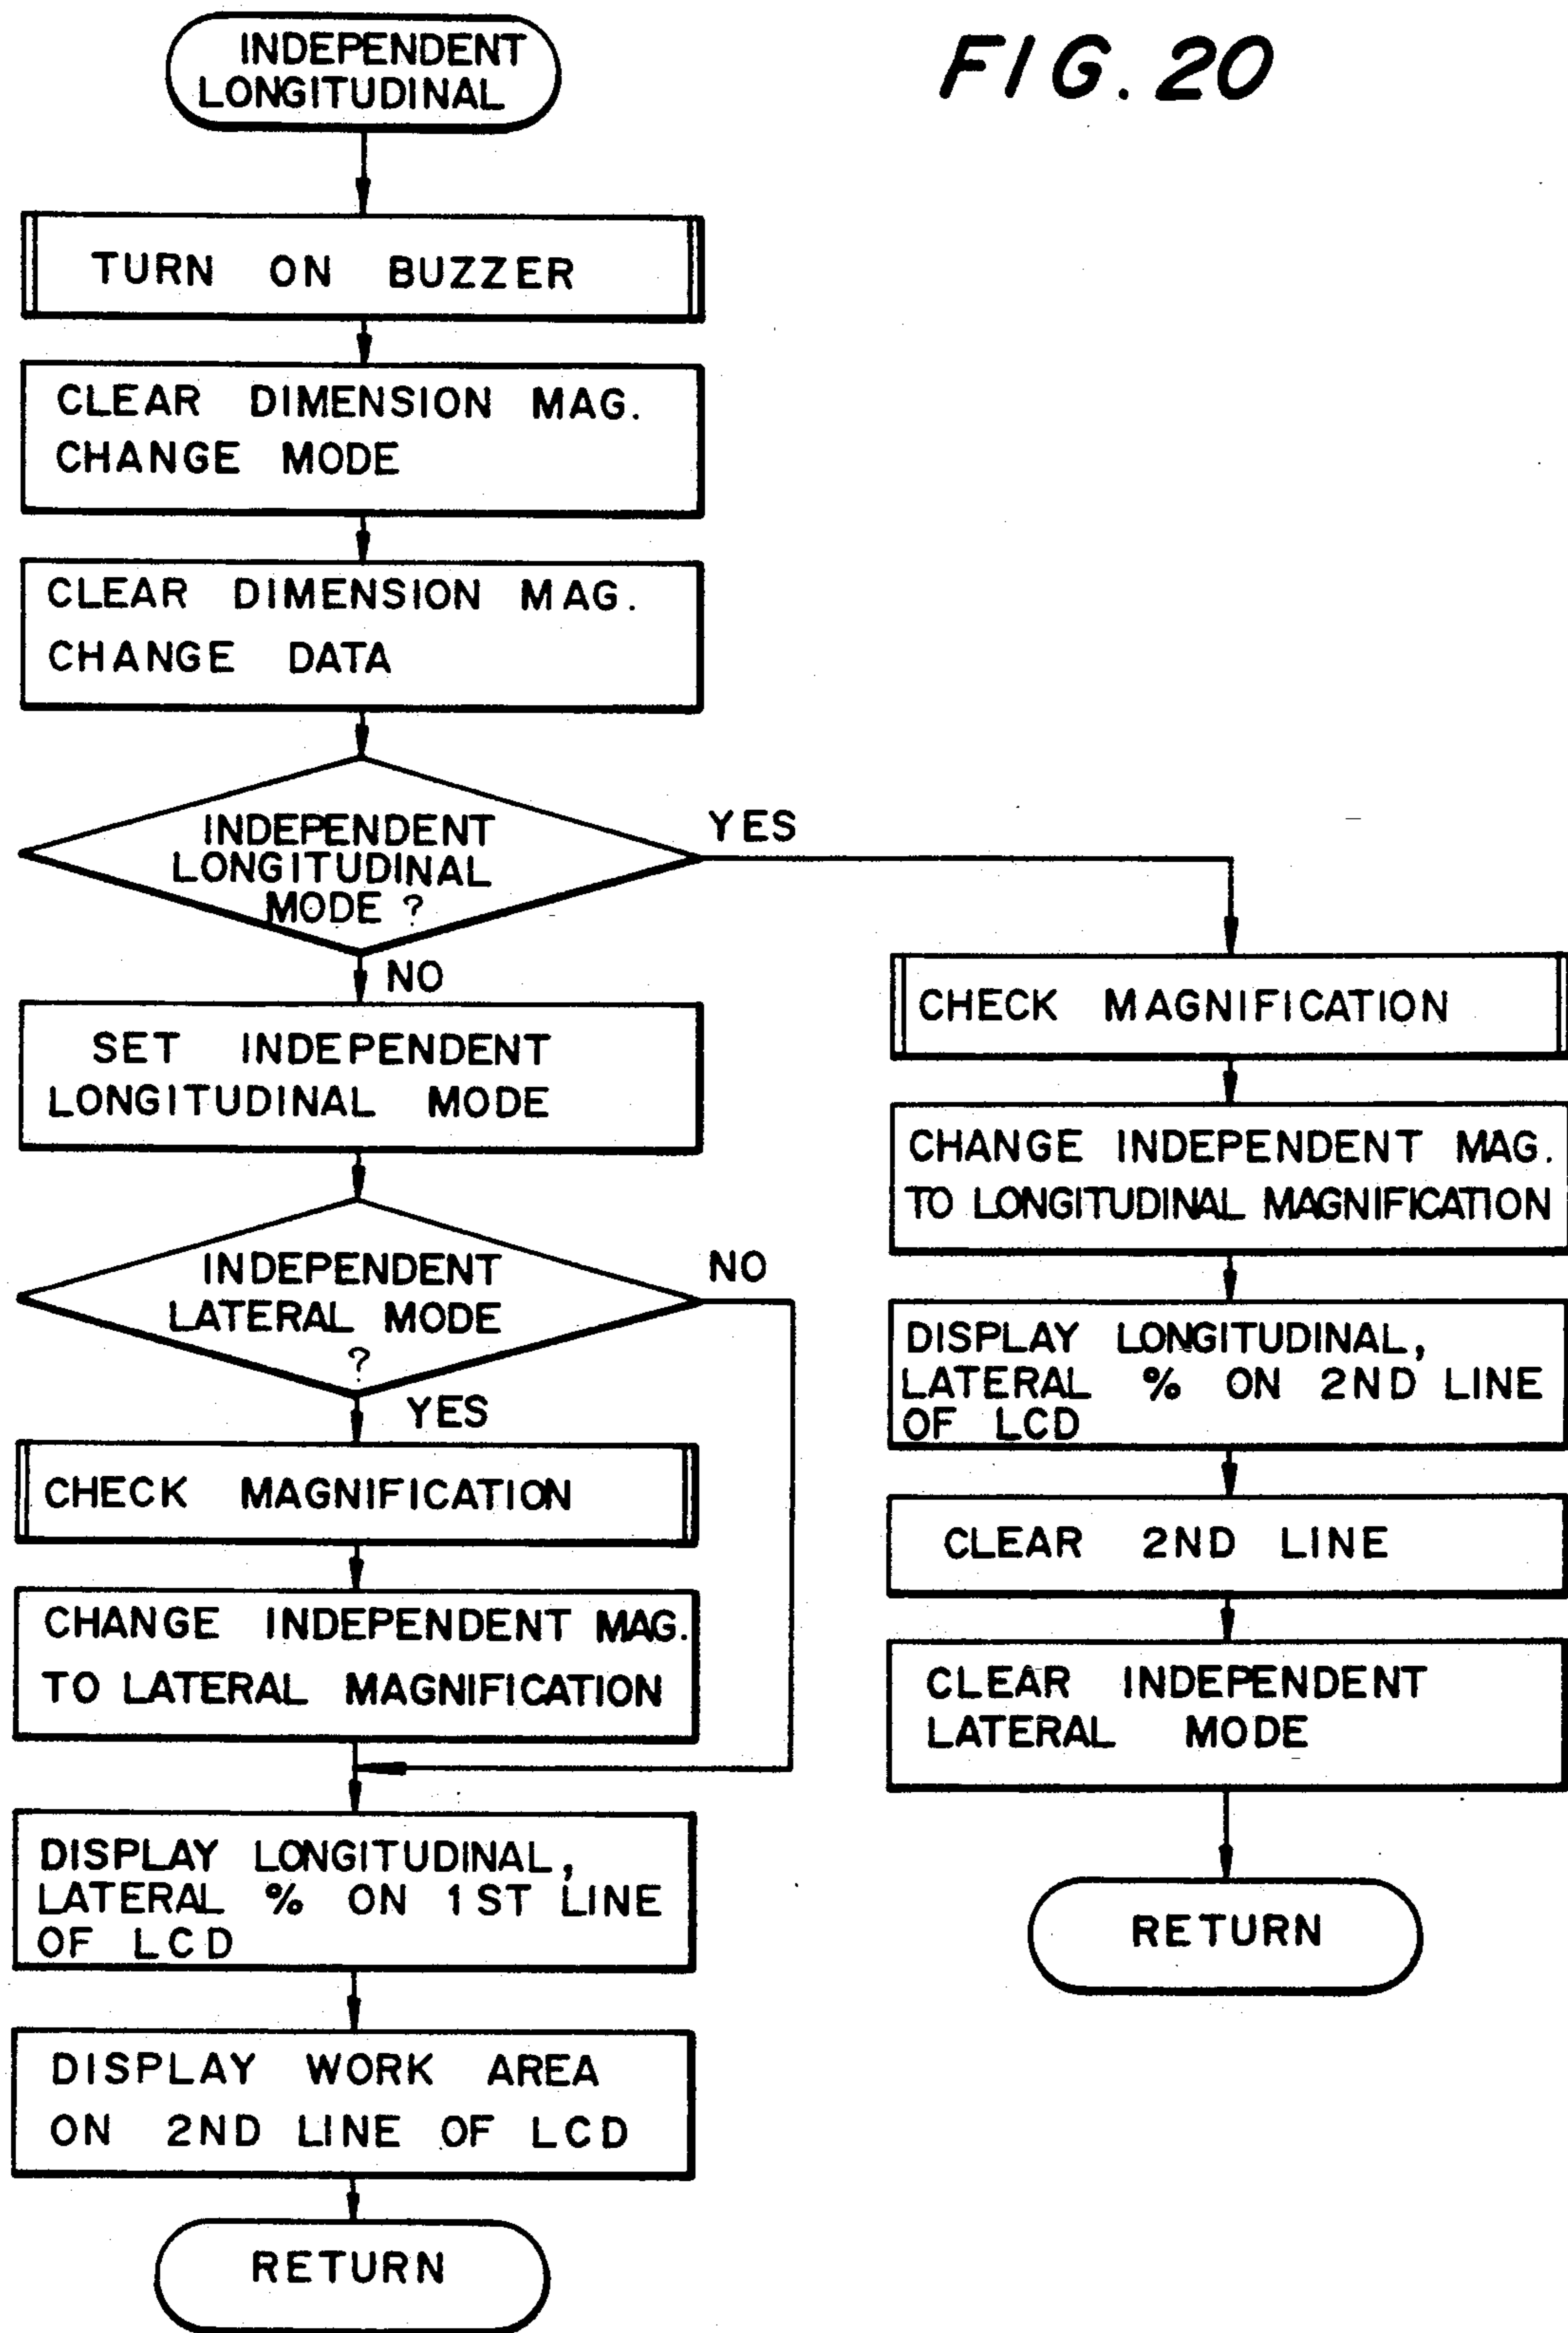 FIG. 20
INDEPENDENT
LONGITUDINAL
TURN ON BUZZER
CLEAR DIMENSION MAG.
CHANGE MODE
CLEAR DIMENSION MAG.
CHANGE DATA
INDEPENDENT
LONGITUDINAL
MODE ?
YES
NO
SET INDEPENDENT
LONGITUDINAL MODE
INDEPENDENT
LATERAL MODE
?
NO
YES
CHECK MAGNIFICATION
CHANGE INDEPENDENT MAG.
TO LATERAL MAGNIFICATION
DISPLAY LONGITUDINAL,
LATERAL % ON 1ST LINE
OF LCD
DISPLAY WORK AREA
ON 2ND LINE OF LCD
RETURN
CHECK MAGNIFICATION
CHANGE INDEPENDENT MAG.
TO LONGITUDINAL MAGNIFICATION
DISPLAY LONGITUDINAL,
LATERAL % ON 2ND LINE
OF LCD
CLEAR 2ND LINE
CLEAR INDEPENDENT
LATERAL MODE
RETURN